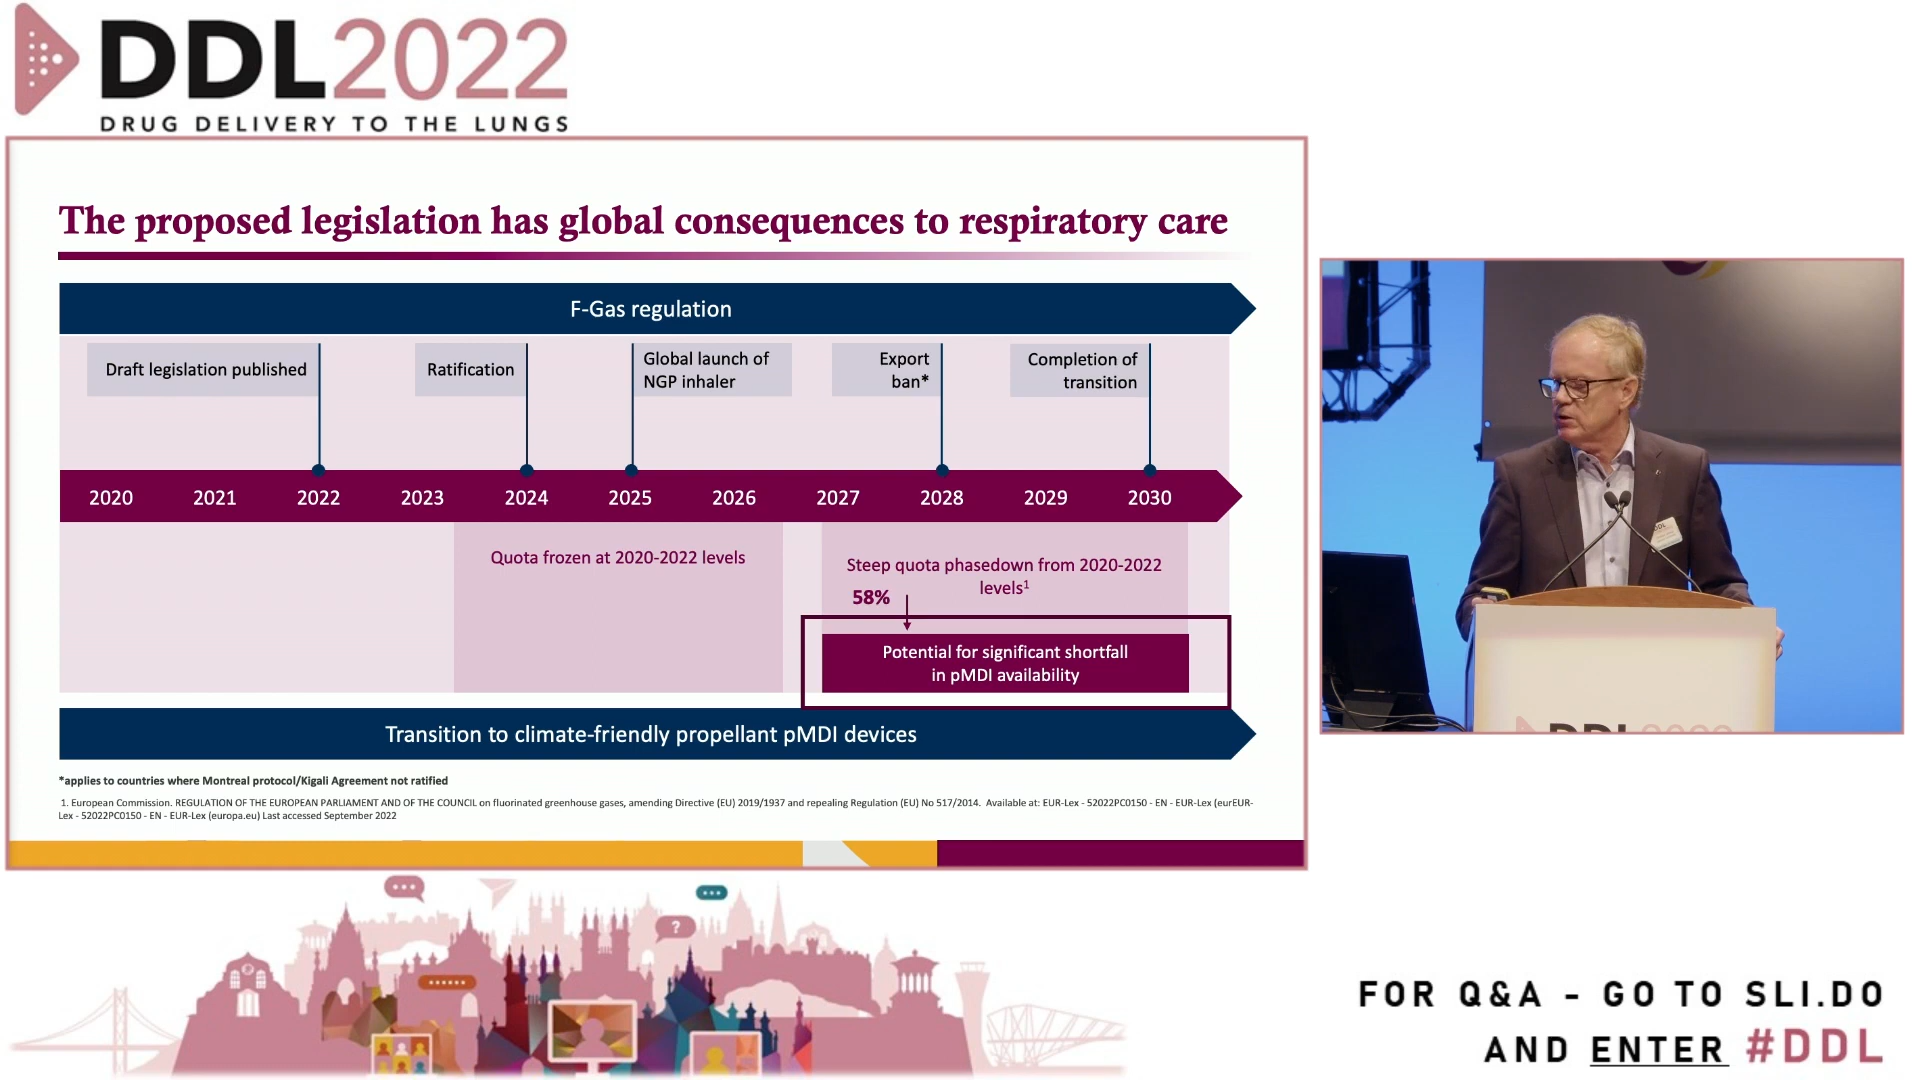 DDL2022
DRUG DELIVERY TO THE LUNGS
The proposed legislation has global consequences to respiratory care
F-Gas regulation
Draft legislation published
Ratification
Global launch of
NGP inhaler
Export
ban*
Completion of
transition
2020 2021 2022 2023 2024 2025 2026 2027 2028 2029 2030
Quota frozen at 2020-2022 levels
Steep quota phasedown from 2020-2022
levels1
58%
Potential for significant shortfall
in pMDI availability
Transition to climate-friendly propellant pMDI devices
*applies to countries where Montreal protocol/Kigali Agreement not ratified
1. European Commission. REGULATION OF THE EUROPEAN PARLIAMENT AND OF THE COUNCIL on fluorinated greenhouse gases, amending Directive (EU) 2019/1937 and repealing Regulation (EU) No 517/2014. Available at: EUR-Lex - 52022PC0150 - EN - EUR-Lex (eurEUR-
Lex - 52022PC0150 - EN - EUR-Lex (europa.eu) Last accessed September 2022
DDL
DDL 2022
?
FOR Q&A - GO TO SLI.DO
AND ENTER #DDL